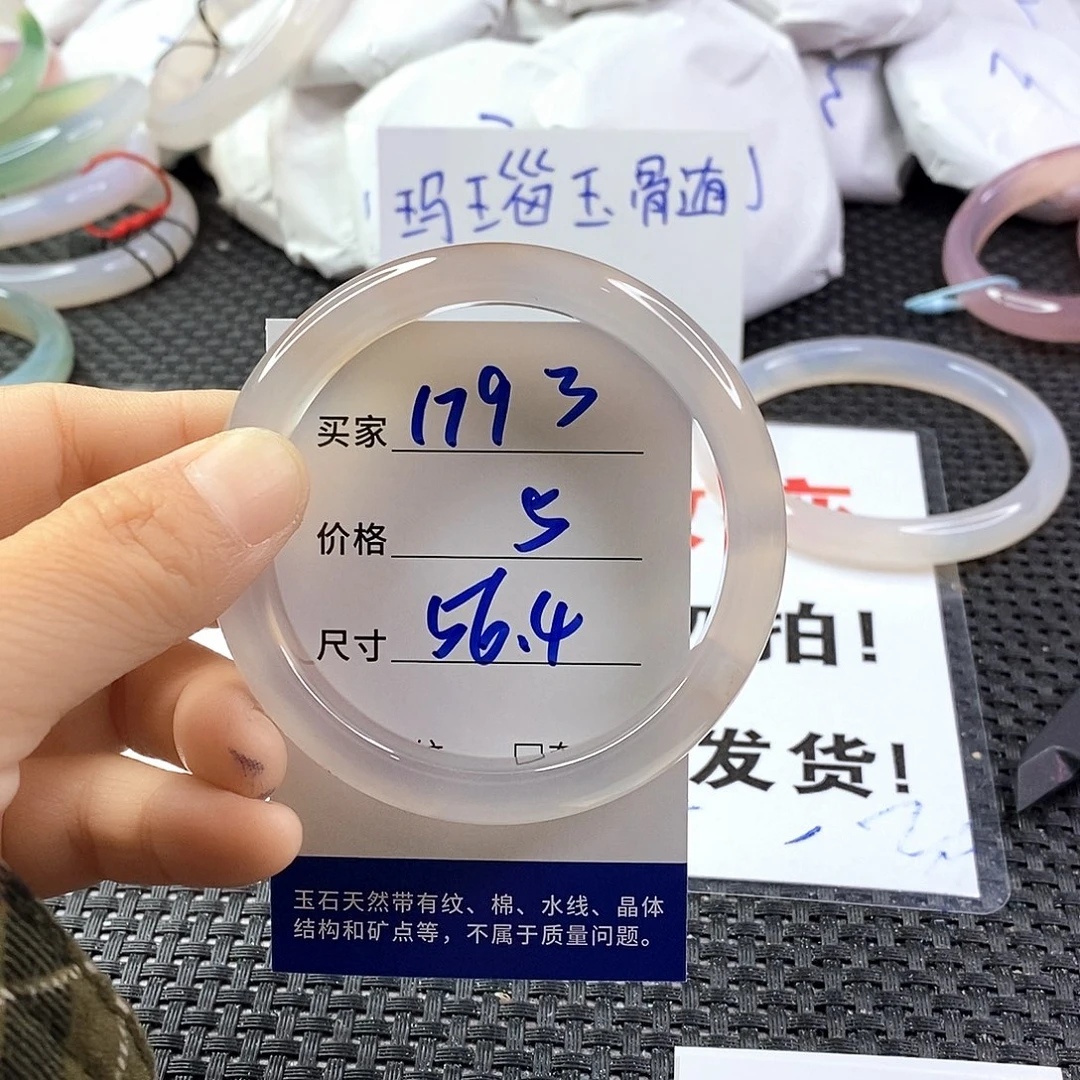 玛瑙玉骨髓
买家 1793
价格 5
尺寸 56.4
拍！
发货！
玉石天然带有纹、棉、水线、晶体
结构和矿点等，不属于质量问题。